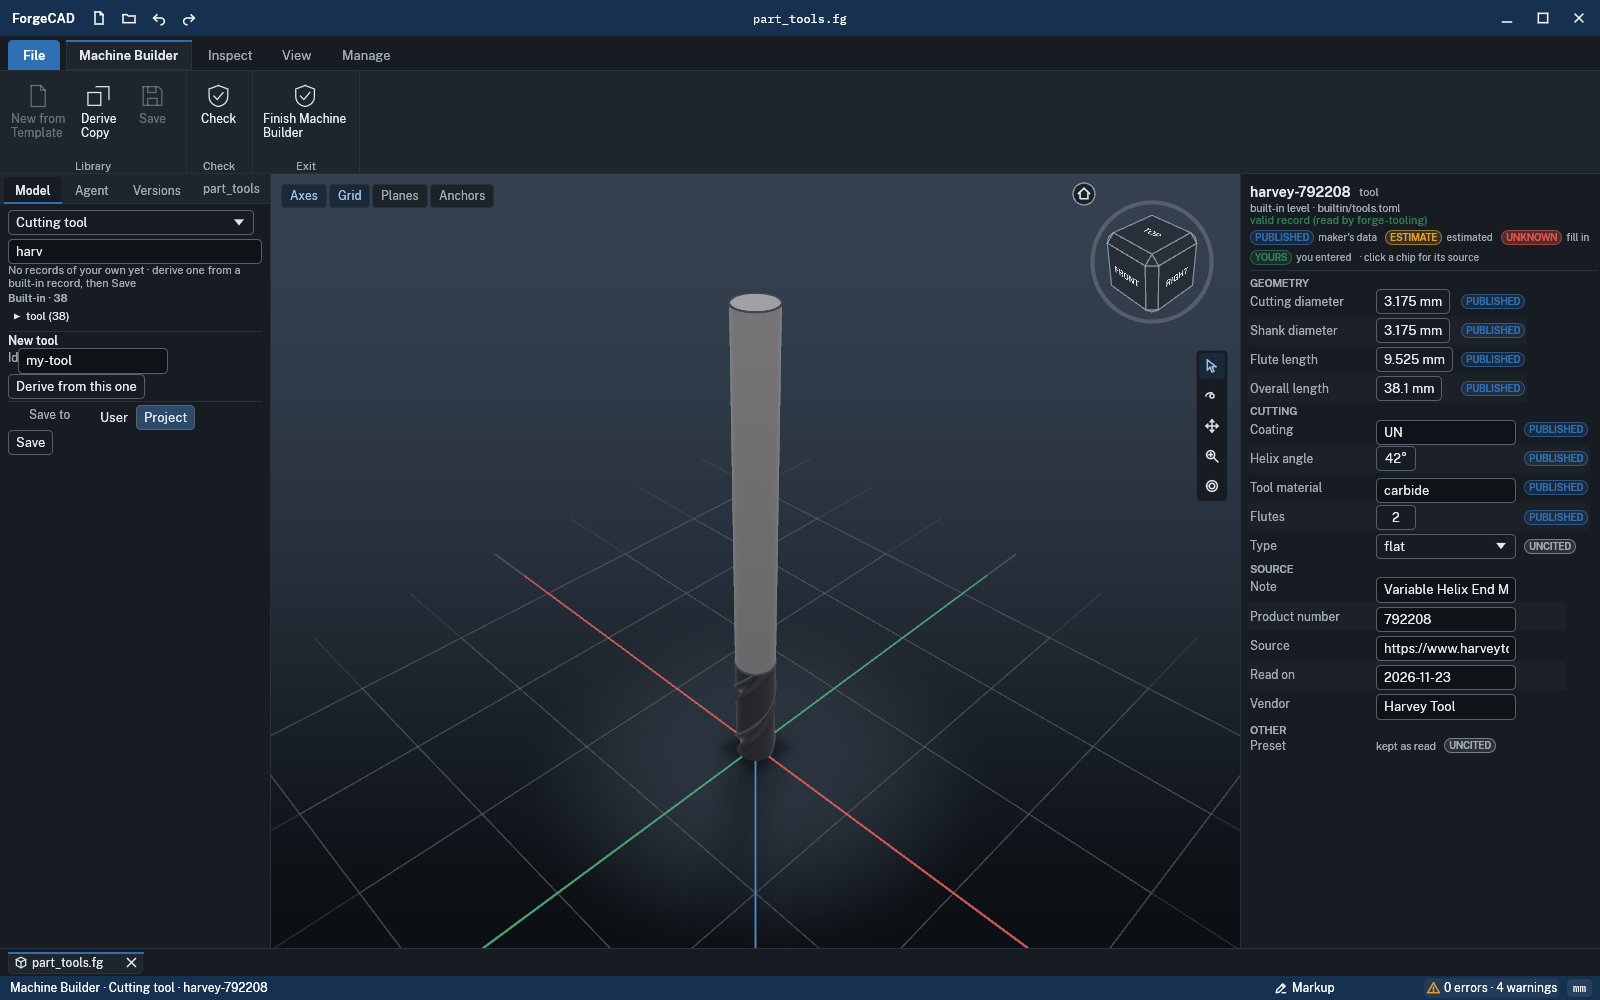 ForgeCAD
part_tools.fg
File
Machine Builder
Inspect
View
Manage
New from
Template
Derive
Copy
Save
Check
Finish Machine
Builder
Library
Check
Exit
Model
Agent
Versions
part_tools
Cutting tool
harv
No records of your own yet · derive one from a
built-in record, then Save
Built-in · 38
tool (38)
New tool
Id
my-tool
Derive from this one
Save to
User
Project
Save
Axes
Grid
Planes
Anchors
TOP
FRONT
RIGHT
harvey-792208 tool
built-in level · builtin/tools.toml
valid record (read by forge-tooling)
PUBLISHED maker's data ESTIMATE estimated UNKNOWN fill in
YOURS you entered · click a chip for its source
GEOMETRY
Cutting diameter 3.175 mm PUBLISHED
Shank diameter 3.175 mm PUBLISHED
Flute length 9.525 mm PUBLISHED
Overall length 38.1 mm PUBLISHED
CUTTING
Coating UN PUBLISHED
Helix angle 42° PUBLISHED
Tool material carbide PUBLISHED
Flutes 2 PUBLISHED
Type flat UNCITED
SOURCE
Note Variable Helix End M
Product number 792208
Source https://www.harveyto
Read on 2026-11-23
Vendor Harvey Tool
OTHER
Preset kept as read UNCITED
part_tools.fg
Machine Builder · Cutting tool · harvey-792208
Markup
0 errors · 4 warnings
mm